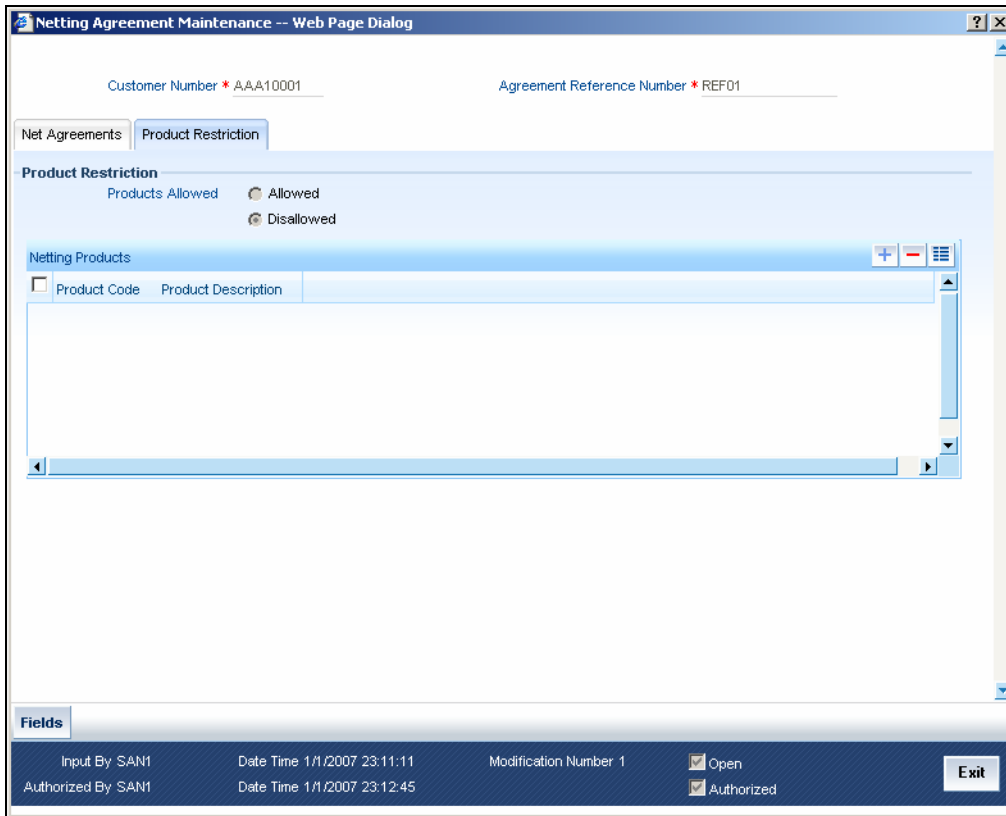 Netting Agreement Maintenance -- Web Page Dialog
Customer Number * AAA10001 Agreement Reference Number * REF01
Net Agreements Product Restriction
Product Restriction
Products Allowed Allowed
Disallowed
Netting Products
Product Code Product Description
Fields
Input By SAN1 Date Time 1/1/2007 23:11:11 Modification Number 1 Open
Authorized By SAN1 Date Time 1/1/2007 23:12:45 Authorized
Exit